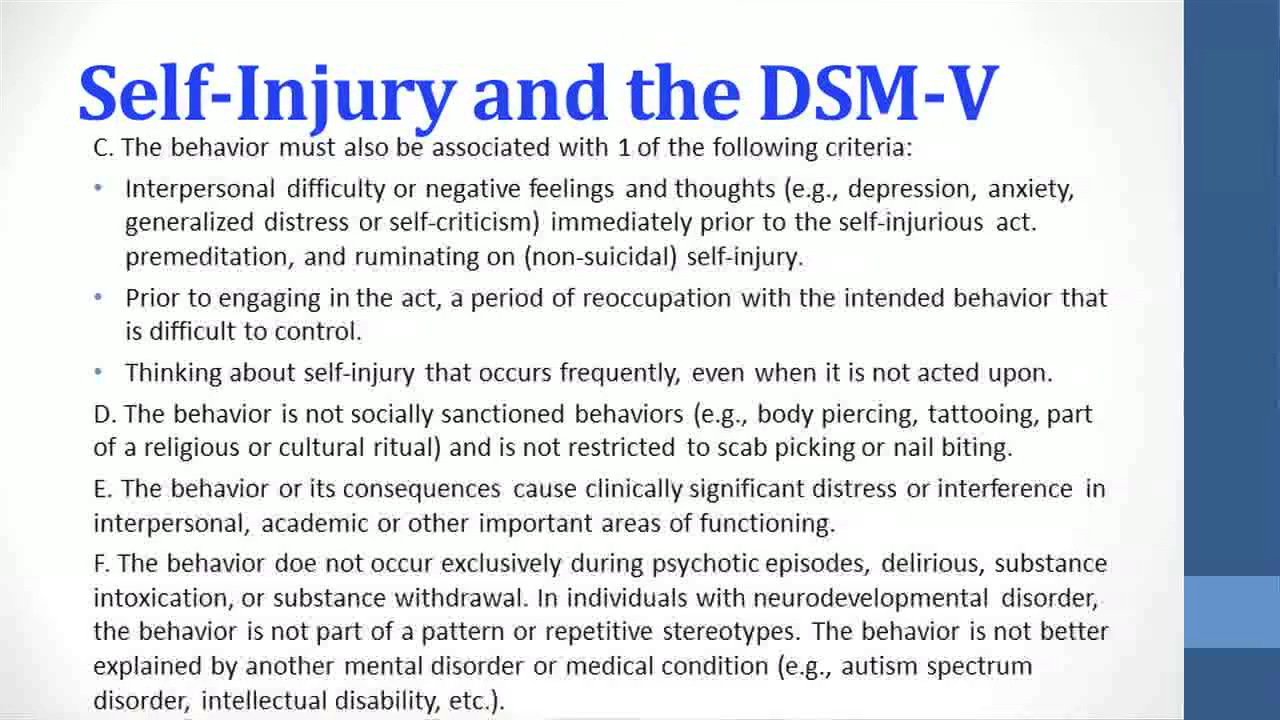 Self-Injury and the DSM-V
C. The behavior must also be associated with 1 of the following criteria:
• Interpersonal difficulty or negative feelings and thoughts (e.g., depression, anxiety,
generalized distress or self-criticism) immediately prior to the self-injurious act.
premeditation, and ruminating on (non-suicidal) self-injury.
• Prior to engaging in the act, a period of reoccupation with the intended behavior that
is difficult to control.
• Thinking about self-injury that occurs frequently, even when it is not acted upon.
D. The behavior is not socially sanctioned behaviors (e.g., body piercing, tattooing, part
of a religious or cultural ritual) and is not restricted to scab picking or nail biting.
E. The behavior or its consequences cause clinically significant distress or interference in
interpersonal, academic or other important areas of functioning.
F. The behavior doe not occur exclusively during psychotic episodes, delirious, substance
intoxication, or substance withdrawal. In individuals with neurodevelopmental disorder,
the behavior is not part of a pattern or repetitive stereotypes. The behavior is not better
explained by another mental disorder or medical condition (e.g., autism spectrum
disorder, intellectual disability, etc.).